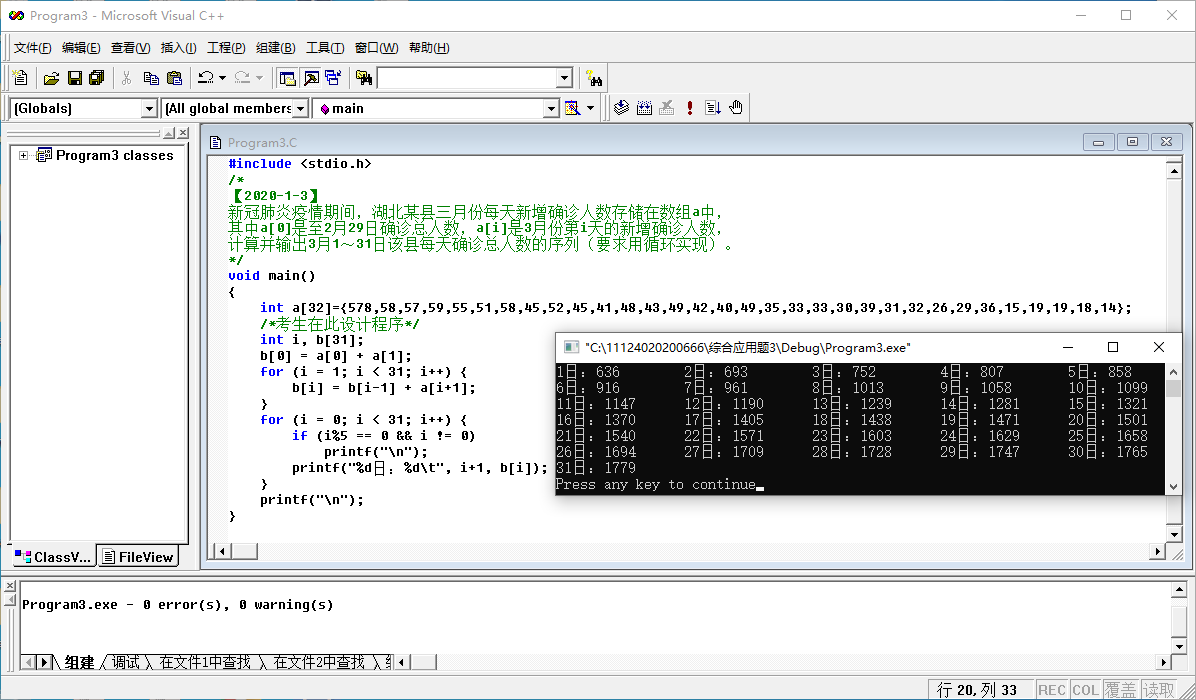 Program3 - Microsoft Visual C++
文件(F) 编辑(E) 查看(V) 插入(I) 工程(P) 组建(B) 工具(T) 窗口(W) 帮助(H)
(Globals) (All global members main
Program3 classes
ClassV... FileView
Program3.C
#include <stdio.h>
/*
【2020-1-3】
新冠肺炎疫情期间，湖北某县三月份每天新增确诊人数存储在数组a中，
其中a[0]是至2月29日确诊总人数，a[i]是3月份第i天的新增确诊人数，
计算并输出3月1～31日该县每天确诊总人数的序列（要求用循环实现）。
*/
void main()
{
int a[32]={578,58,57,59,55,51,58,45,52,45,41,48,43,49,42,40,49,35,33,33,30,39,31,32,26,29,36,15,19,19,18,14};
/*考生在此设计程序*/
int i, b[31];
b[0] = a[0] + a[1];
for (i = 1; i < 31; i++) {
b[i] = b[i-1] + a[i+1];
}
for (i = 0; i < 31; i++) {
if (i%5 == 0 && i != 0)
printf("\n");
printf("%d日：%d\t", i+1, b[i]);
}
printf("\n");
}
"C:\11124020200666\综合应用题3\Debug\Program3.exe"
1日：636 2日：693 3日：752 4日：807 5日：858
6日：916 7日：961 8日：1013 9日：1058 10日：1099
11日：1147 12日：1190 13日：1239 14日：1281 15日：1321
16日：1370 17日：1405 18日：1438 19日：1471 20日：1501
21日：1540 22日：1571 23日：1603 24日：1629 25日：1658
26日：1694 27日：1709 28日：1728 29日：1747 30日：1765
31日：1779
Press any key to continue
Program3.exe - 0 error(s), 0 warning(s)
组建 调试 在文件1中查找 在文件2中查找
行 20, 列 33 REC COL 覆盖 读取